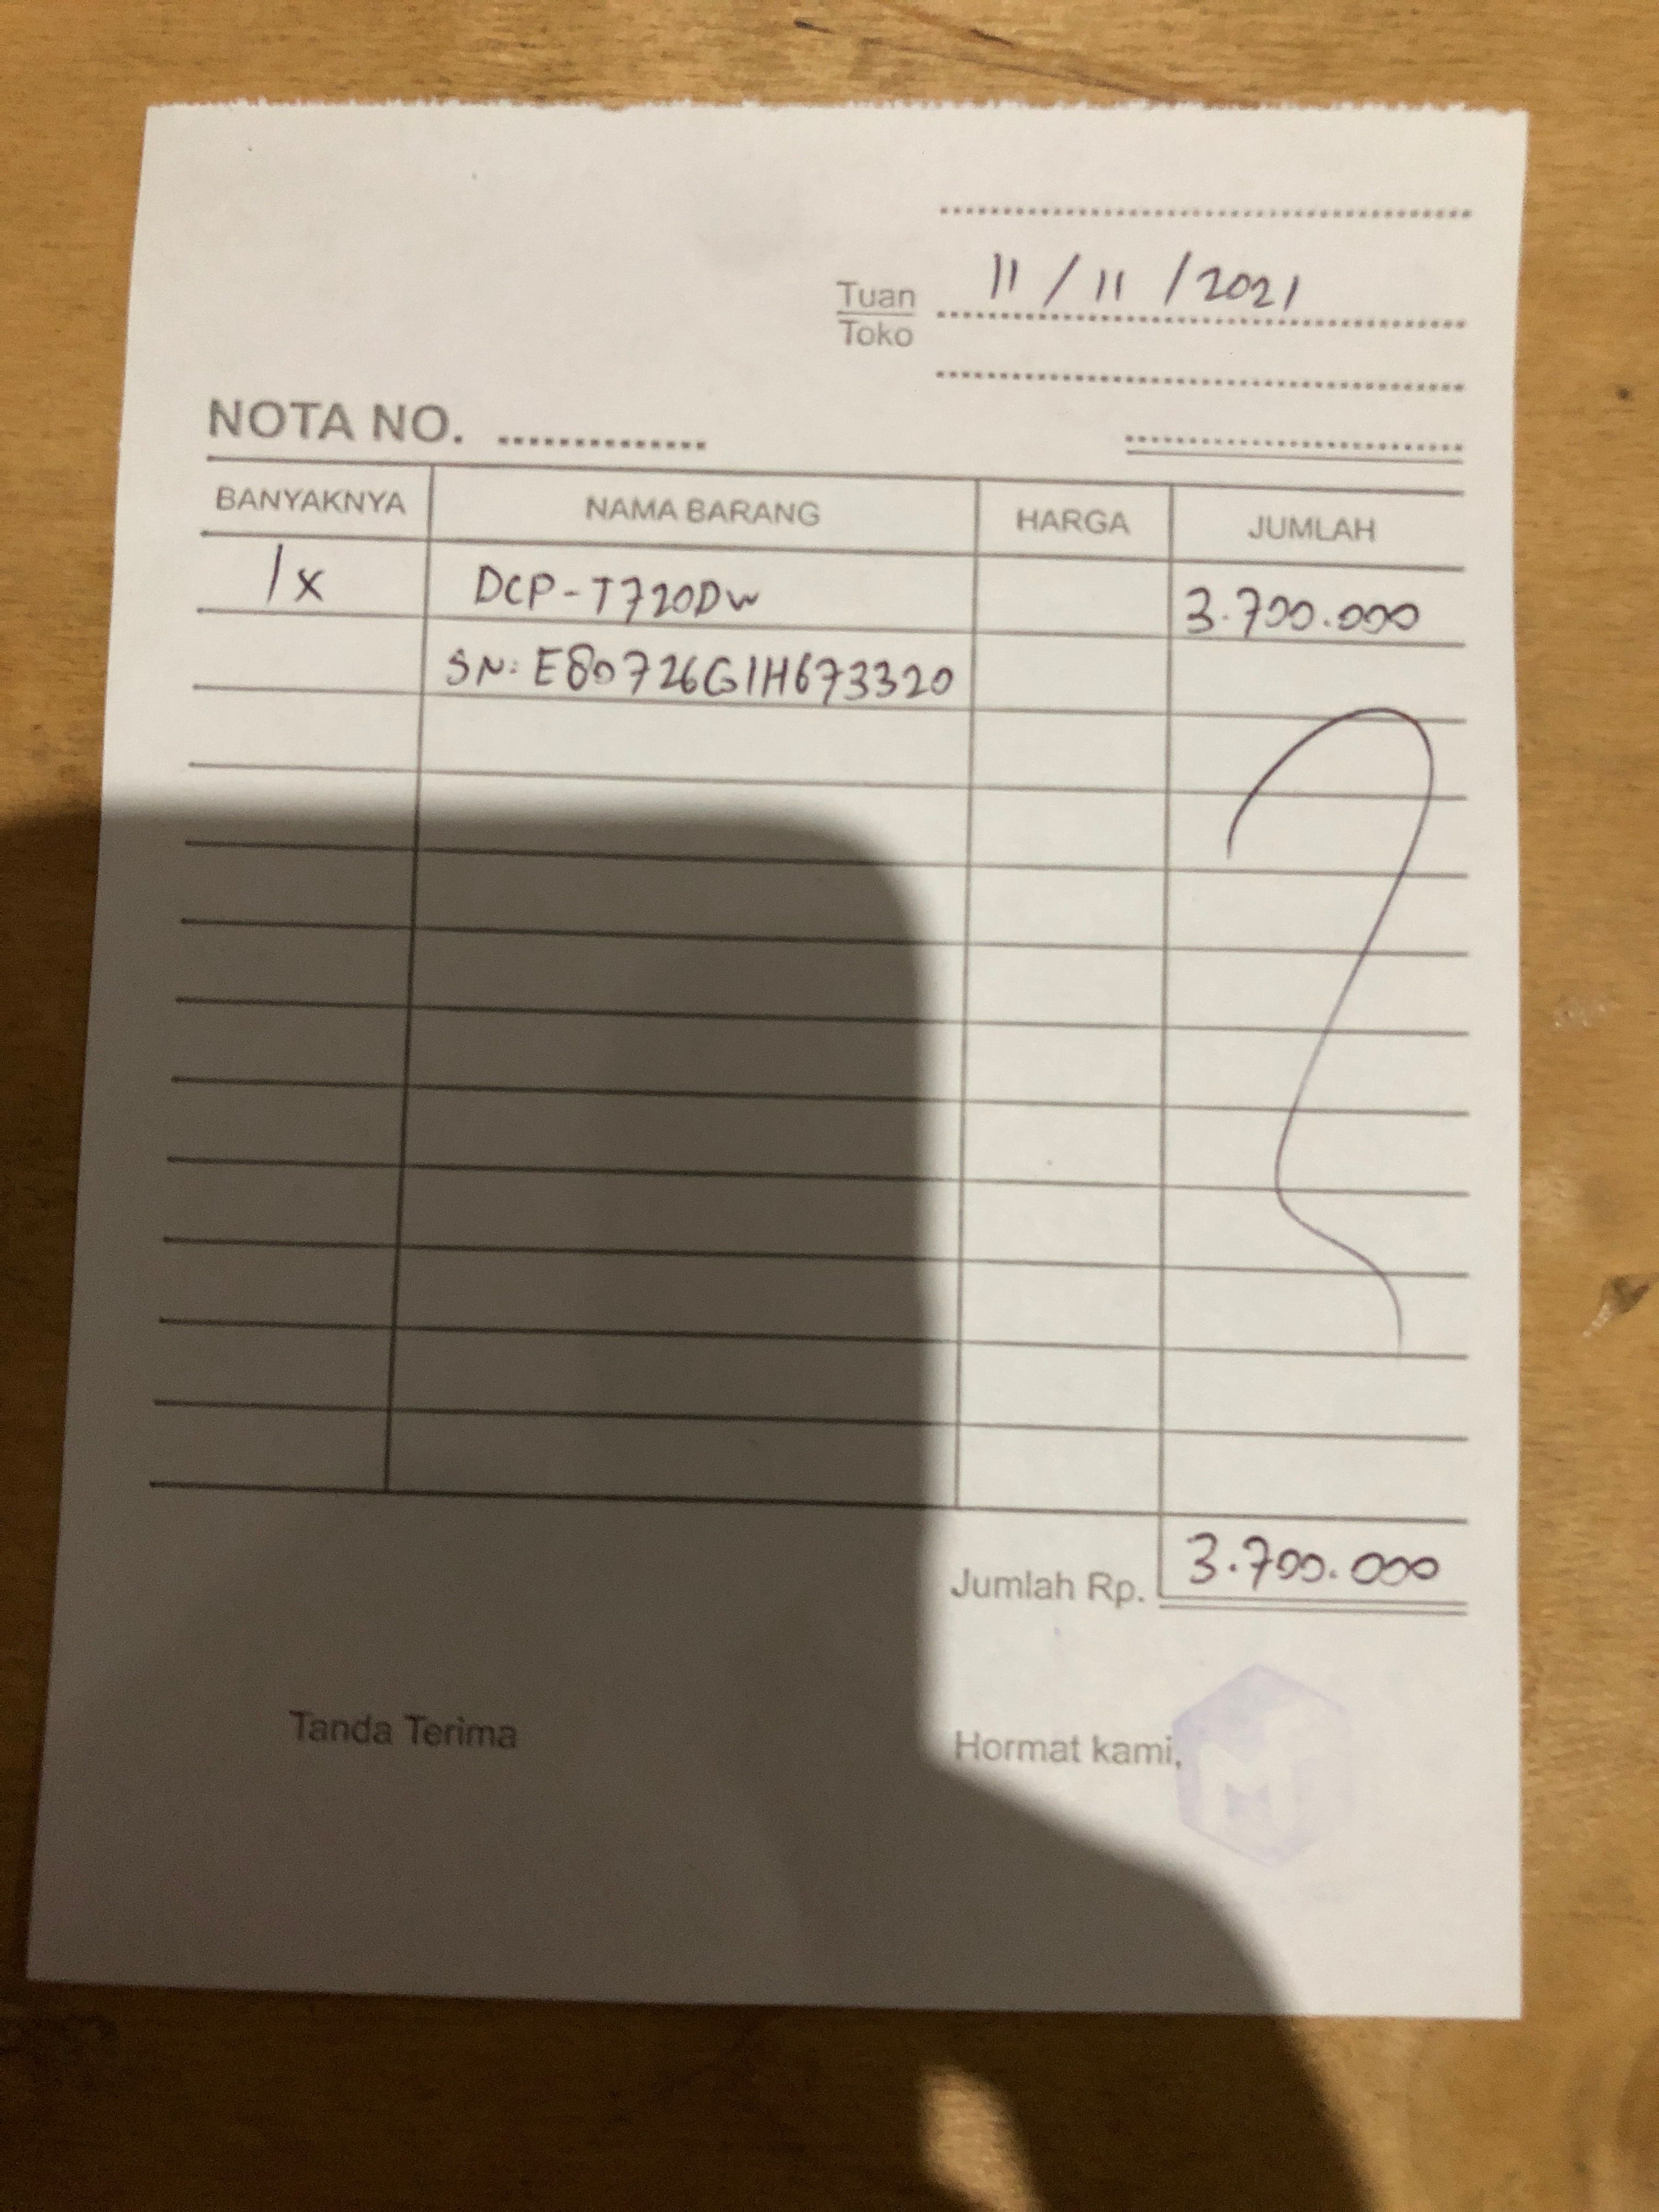 11 / 11 / 2021
Tuan
Toko
NOTA NO.
BANYAKNYA NAMA BARANG HARGA JUMLAH
1x DCP-T720DW 3.700.000
SN: E80726G1H673320
Jumlah Rp. 3.700.000
Tanda Terima Hormat kami,
M